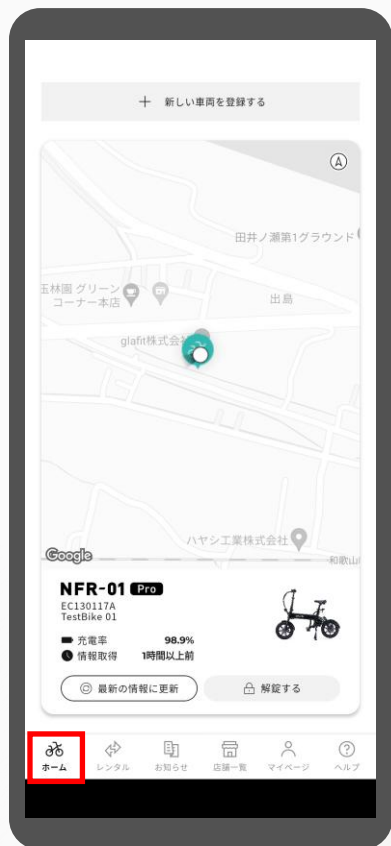 ＋ 新しい車両を登録する
田井ノ瀬第1グラウンド
玉林園 グリーン
コーナー本店
出島
glafit株式会
ハヤシ工業株式会社
Google
和歌山
NFR-01 Pro
EC130117A
TestBike 01
充電率 98.9%
情報取得 1時間以上前
最新の情報に更新
解錠する
ホーム レンタル お知らせ 店舗一覧 マイページ ヘルプ